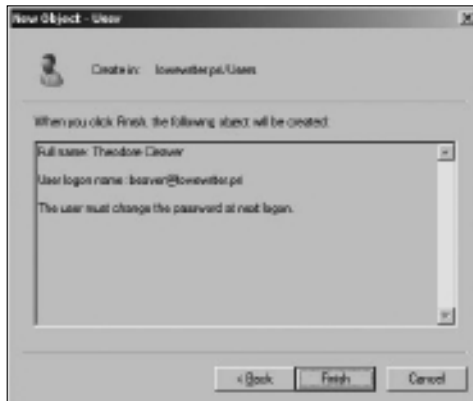 New Object - User
Create in: lowewriter.pri/Users
When you click Finish, the following object will be created:
Full name: Theodore Cleaver
User logon name: beaver@lowewriter.pri
The user must change the password at next logon.
< Back Finish Cancel